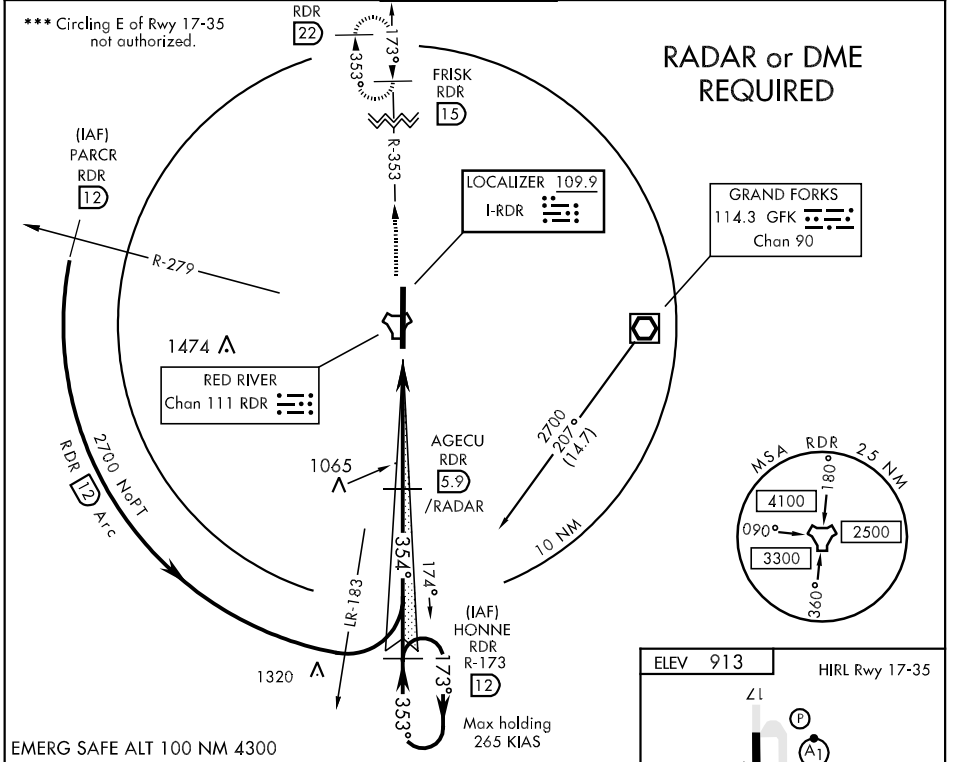 *** Circling E of Rwy 17-35
not authorized.
RDR
22
173°
353°
FRISK
RDR
15
RADAR or DME
REQUIRED
(IAF)
PARCR
RDR
12
R-353
LOCALIZER 109.9
I-RDR
GRAND FORKS
114.3 GFK
Chan 90
R-279
1474
RED RIVER
Chan 111 RDR
2700
207°
(14.7)
AGECU
RDR
5.9
/RADAR
1065
2700 NoPT
RDR 12 Arc
10 NM
MSA RDR 25 NM
180°
4100
090°
2500
3300
360°
354°
174°
LR-183
(IAF)
HONNE
RDR
R-173
12
1320
173°
353°
Max holding
265 KIAS
ELEV 913
HIRL Rwy 17-35
17
P
A1
EMERG SAFE ALT 100 NM 4300